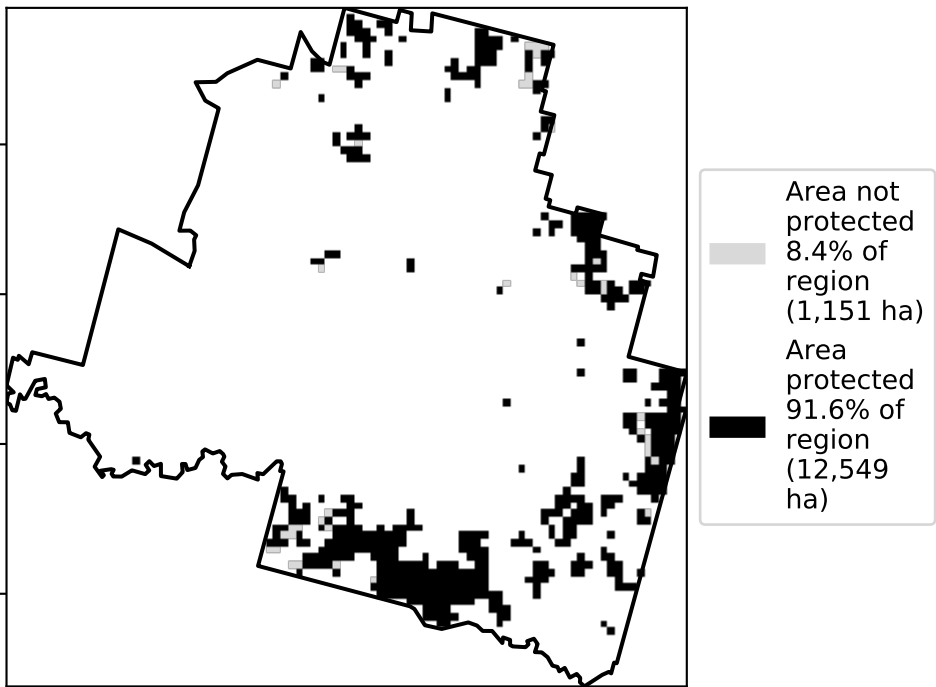 Area not
protected
8.4% of
region
(1,151 ha)
Area
protected
91.6% of
region
(12,549
ha)